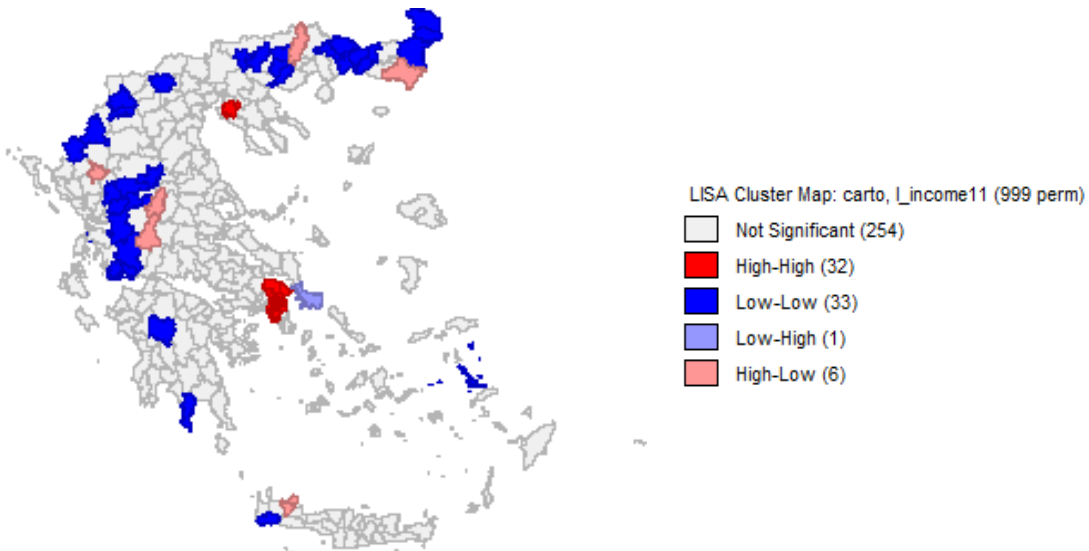 LISA Cluster Map: carto, I_income11 (999 perm)
Not Significant (254)
High-High (32)
Low-Low (33)
Low-High (1)
High-Low (6)